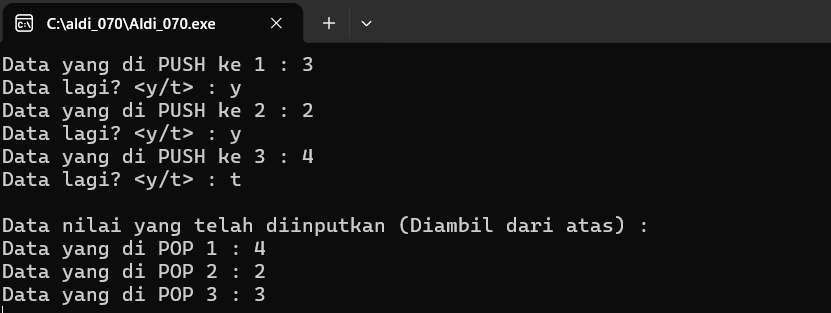 C:\aldi_070\Aldi_070.exe
Data yang di PUSH ke 1 : 3
Data lagi? <y/t> : y
Data yang di PUSH ke 2 : 2
Data lagi? <y/t> : y
Data yang di PUSH ke 3 : 4
Data lagi? <y/t> : t
Data nilai yang telah diinputkan (Diambil dari atas) :
Data yang di POP 1 : 4
Data yang di POP 2 : 2
Data yang di POP 3 : 3